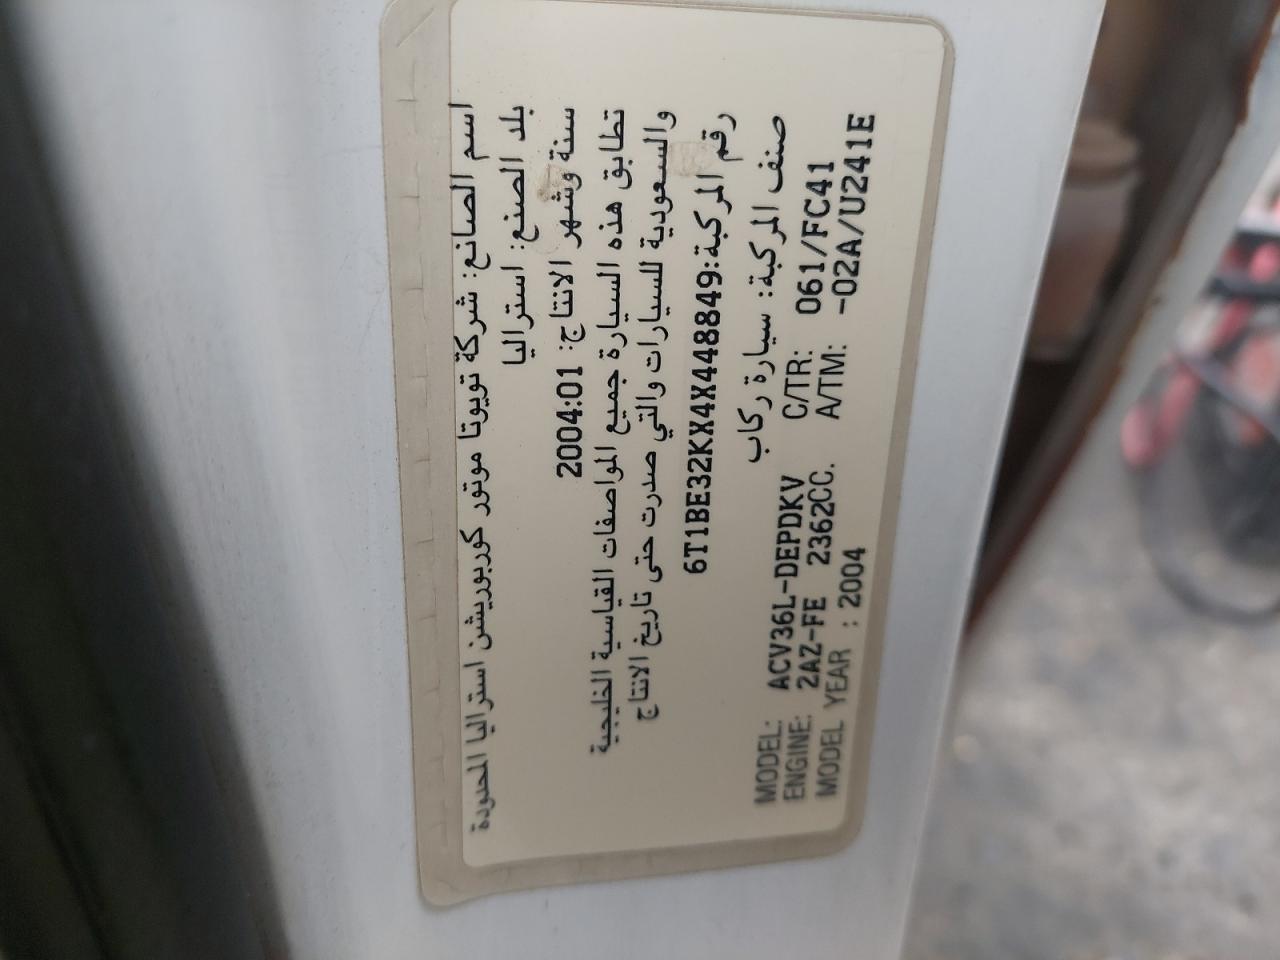 اسم الصانع: شركة تويوتا موتور كوربوريشن استراليا المحدودة
بلد الصنع: استراليا
سنة وشهر الانتاج: 2004:01
تطابق هذه السيارة جميع المواصفات القياسية الخليجية
والسعودية للسيارات والتي صدرت حتى تاريخ الانتاج
رقم المركبة:6T1BE32KX4X448849
صنف المركبة: سيارة ركاب
MODEL: ACV36L-DEPDKV C/TR: 061/FC41
ENGINE: 2AZ-FE 2362CC. A/TM: -02A/U241E
MODEL YEAR : 2004